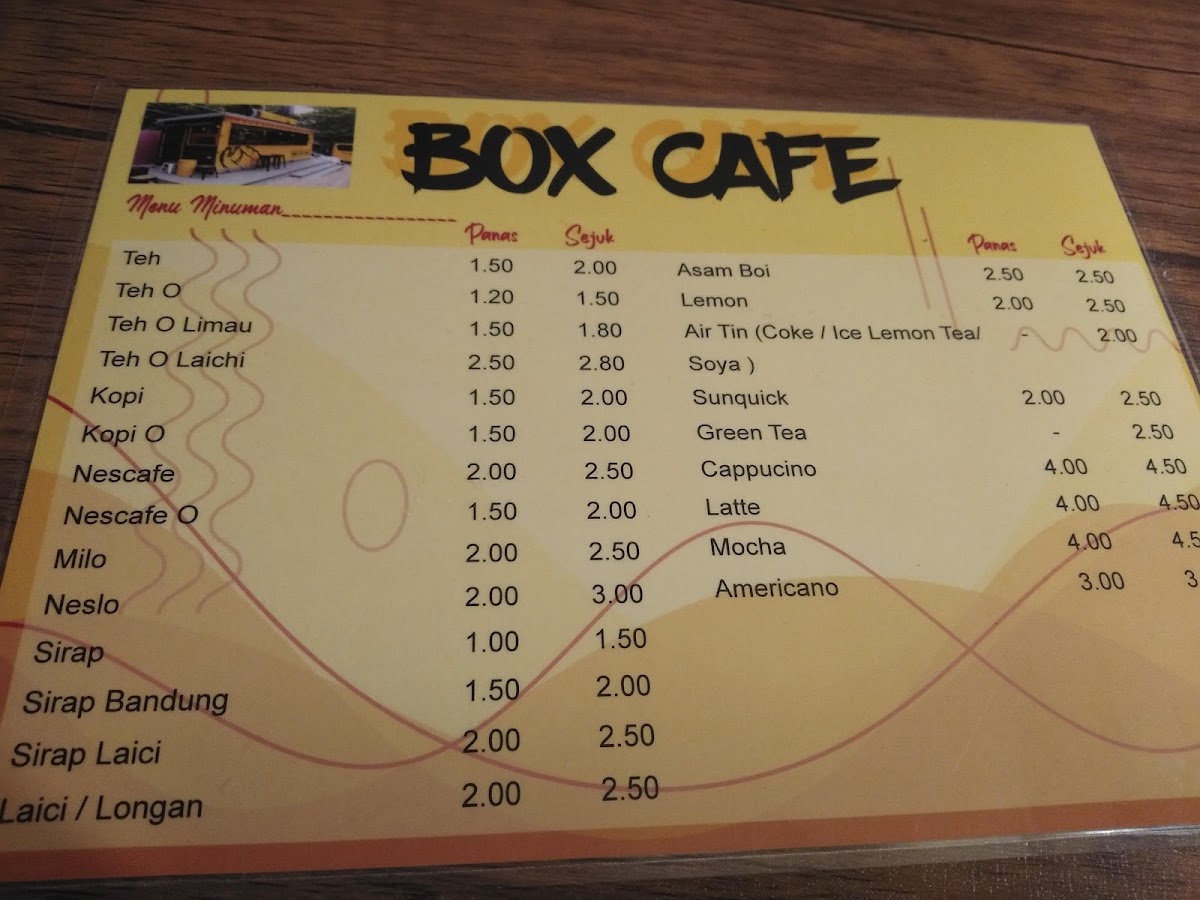 BOX CAFE
Menu Minuman
Panas Sejuk
Teh 1.50 2.00
Teh O 1.20 1.50
Teh O Limau 1.50 1.80
Teh O Laichi 2.50 2.80
Kopi 1.50 2.00
Kopi O 1.50 2.00
Nescafe 2.00 2.50
Nescafe O 1.50 2.00
Milo 2.00 2.50
Neslo 2.00 3.00
Sirap 1.00 1.50
Sirap Bandung 1.50 2.00
Sirap Laici 2.00 2.50
Laici / Longan 2.00 2.50
Panas Sejuk
Asam Boi 2.50 2.50
Lemon 2.00 2.50
Air Tin (Coke / Ice Lemon Tea/ - 2.00
Soya )
Sunquick 2.00 2.50
Green Tea - 2.50
Cappucino 4.00 4.50
Latte 4.00 4.50
Mocha 4.00 4.5
Americano 3.00 3